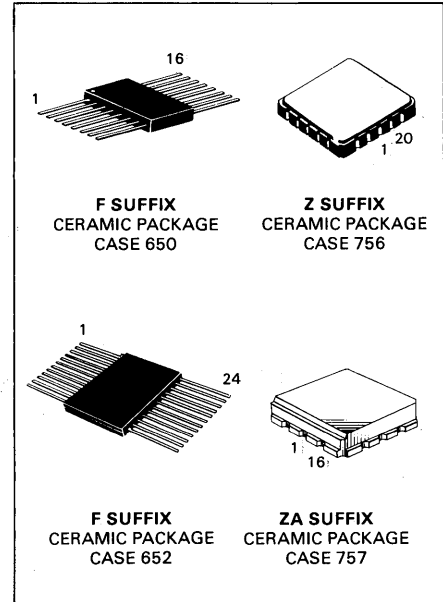 16
1
20
1
F SUFFIX
CERAMIC PACKAGE
CASE 650
Z SUFFIX
CERAMIC PACKAGE
CASE 756
1
24
1
16
F SUFFIX
CERAMIC PACKAGE
CASE 652
ZA SUFFIX
CERAMIC PACKAGE
CASE 757